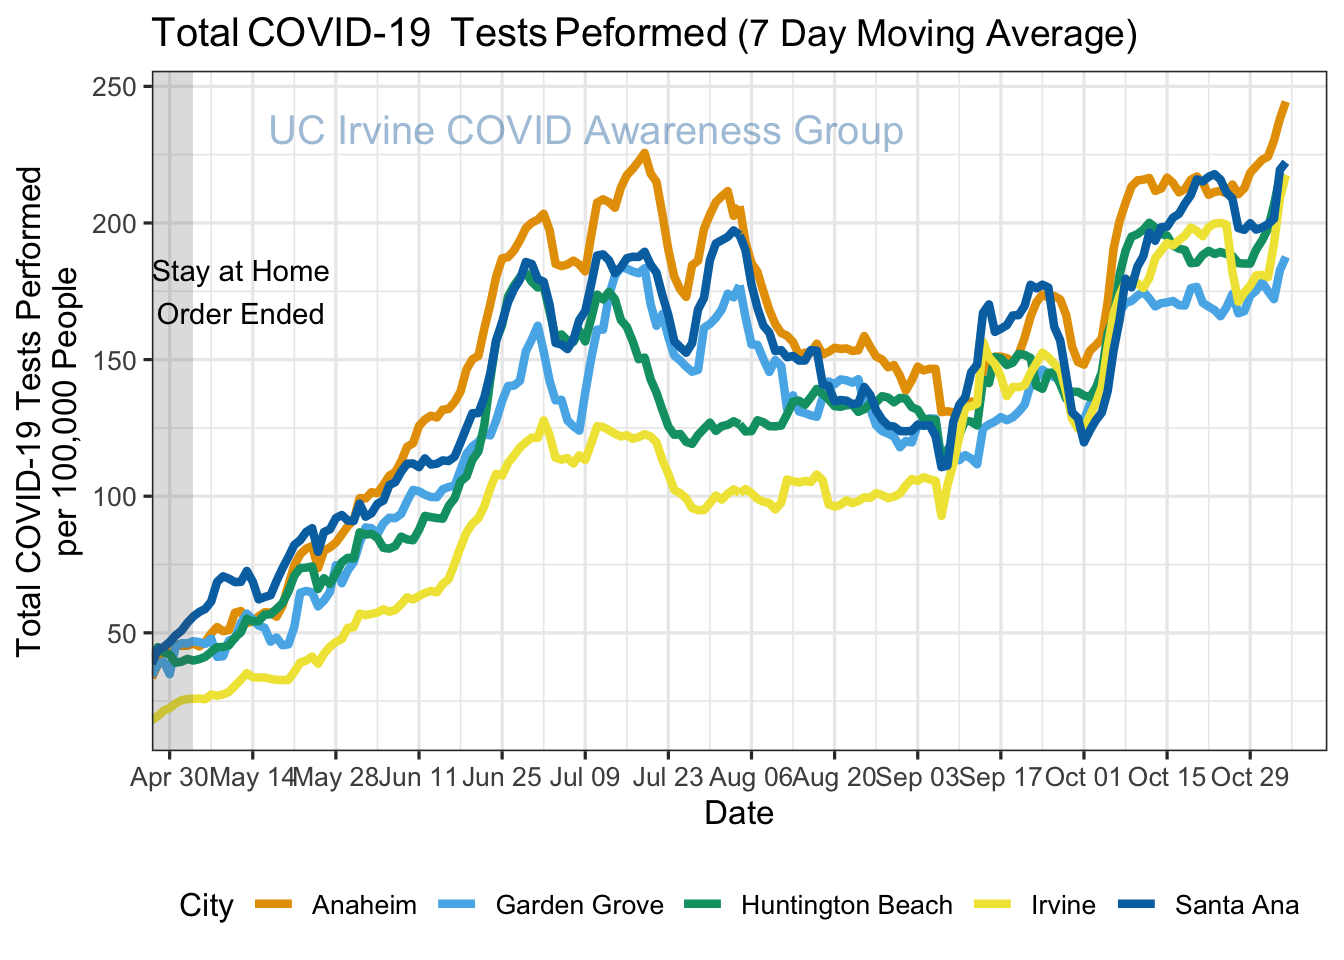 Total COVID-19 Tests Peformed (7 Day Moving Average)
250
UC Irvine COVID Awareness Group
200
Stay at Home
Order Ended
150
100
50
Total COVID-19 Tests Performed
per 100,000 People
Apr 30 May 14 May 28 Jun 11 Jun 25 Jul 09 Jul 23 Aug 06 Aug 20 Sep 03 Sep 17 Oct 01 Oct 15 Oct 29
Date
City Anaheim Garden Grove Huntington Beach Irvine Santa Ana